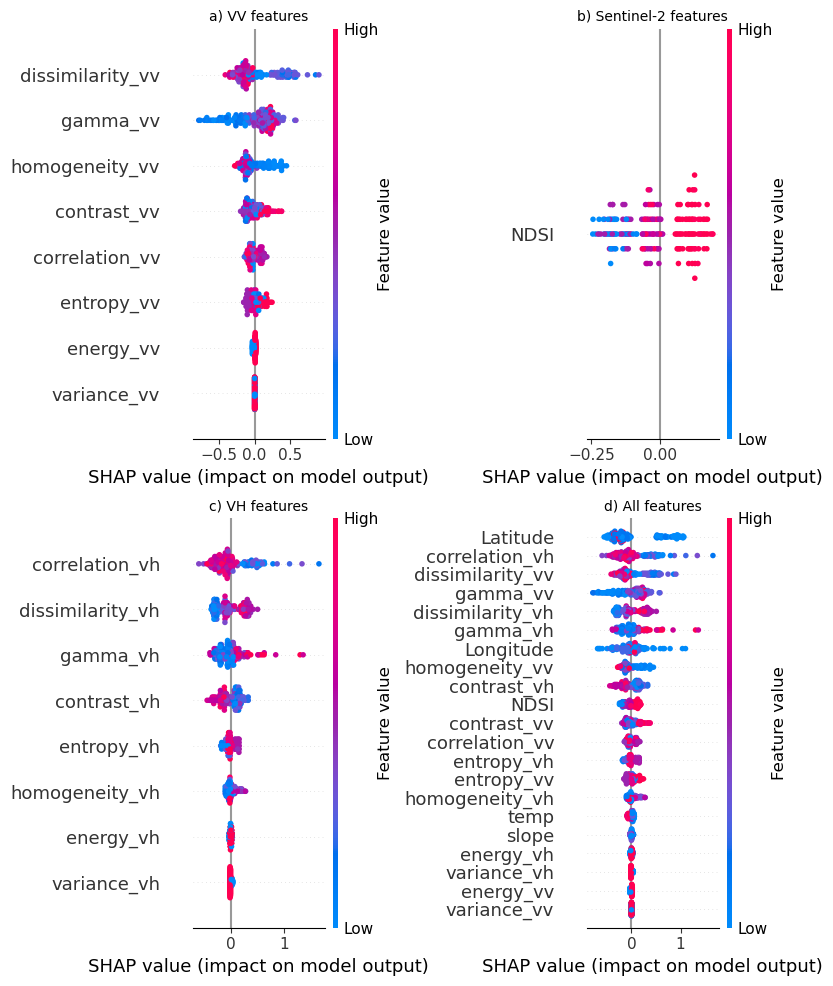 a) VV features
High
dissimilarity_vv
gamma_vv
homogeneity_vv
contrast_vv
correlation_vv
entropy_vv
energy_vv
variance_vv
Feature value
Low
−0.5 0.0 0.5
SHAP value (impact on model output)
b) Sentinel-2 features
High
NDSI
Feature value
Low
−0.25 0.00
SHAP value (impact on model output)
c) VH features
High
correlation_vh
dissimilarity_vh
gamma_vh
contrast_vh
entropy_vh
homogeneity_vh
energy_vh
variance_vh
Feature value
Low
0 1
SHAP value (impact on model output)
d) All features
High
Latitude
correlation_vh
dissimilarity_vv
gamma_vv
dissimilarity_vh
gamma_vh
Longitude
homogeneity_vv
contrast_vh
NDSI
contrast_vv
correlation_vv
entropy_vh
entropy_vv
homogeneity_vh
temp
slope
energy_vh
variance_vh
energy_vv
variance_vv
Feature value
Low
0 1
SHAP value (impact on model output)